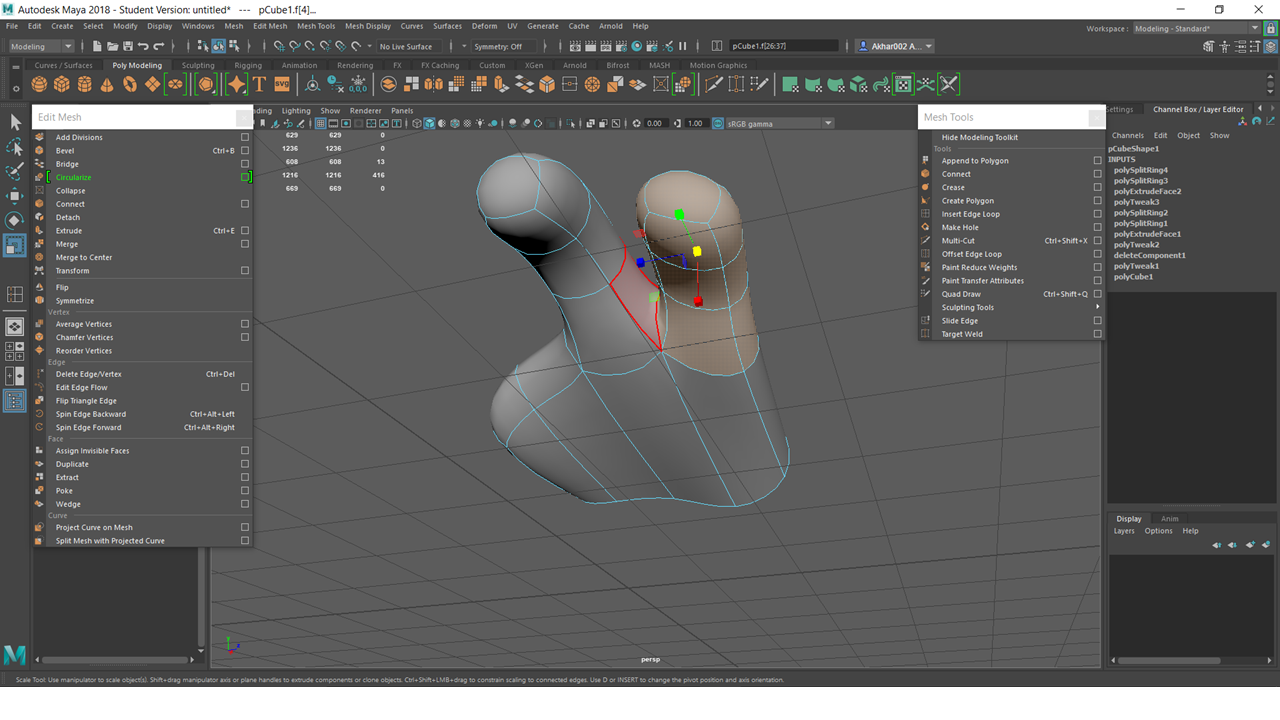 Autodesk Maya 2018 - Student Version: untitled* --- pCube1.f[4]...
File Edit Create Select Modify Display Windows Mesh Edit Mesh Mesh Tools Mesh Display Curves Surfaces Deform UV Generate Cache Arnold Help
Workspace : Modeling - Standard*
Modeling No Live Surface Symmetry: Off pCube1.f[26:37] Akhar002 A...
Curves / Surfaces Poly Modeling Sculpting Rigging Animation Rendering FX FX Caching Custom XGen Arnold Bifrost MASH Motion Graphics
T SVG
Edit Mesh
Add Divisions
Bevel Ctrl+B
Bridge
Circularize
Collapse
Connect
Detach
Extrude Ctrl+E
Merge
Merge to Center
Transform
Flip
Symmetrize
Vertex
Average Vertices
Chamfer Vertices
Reorder Vertices
Edge
Delete Edge/Vertex Ctrl+Del
Edit Edge Flow
Flip Triangle Edge
Spin Edge Backward Ctrl+Alt+Left
Spin Edge Forward Ctrl+Alt+Right
Face
Assign Invisible Faces
Duplicate
Extract
Poke
Wedge
Curve
Project Curve on Mesh
Split Mesh with Projected Curve
ding Lighting Show Renderer Panels
0.00 1.00 sRGB gamma
629 629 0
1236 1236 0
608 608 13
1216 1216 416
669 669 0
persp
Mesh Tools
Hide Modeling Toolkit
Tools
Append to Polygon
Connect
Crease
Create Polygon
Insert Edge Loop
Make Hole
Multi-Cut Ctrl+Shift+X
Offset Edge Loop
Paint Reduce Weights
Paint Transfer Attributes
Quad Draw Ctrl+Shift+Q
Sculpting Tools
Slide Edge
Target Weld
Settings Channel Box / Layer Editor
Channels Edit Object Show
pCubeShape1
INPUTS
polySplitRing4
polySplitRing3
polyExtrudeFace2
polyTweak3
polySplitRing2
polySplitRing1
polyExtrudeFace1
polyTweak2
deleteComponent1
polyTweak1
polyCube1
Display Anim
Layers Options Help
Scale Tool: Use manipulator to scale object(s). Shift+drag manipulator axis or plane handles to extrude components or clone objects. Ctrl+Shift+LMB+drag to constrain scaling to connected edges. Use D or INSERT to change the pivot position and axis orientation.